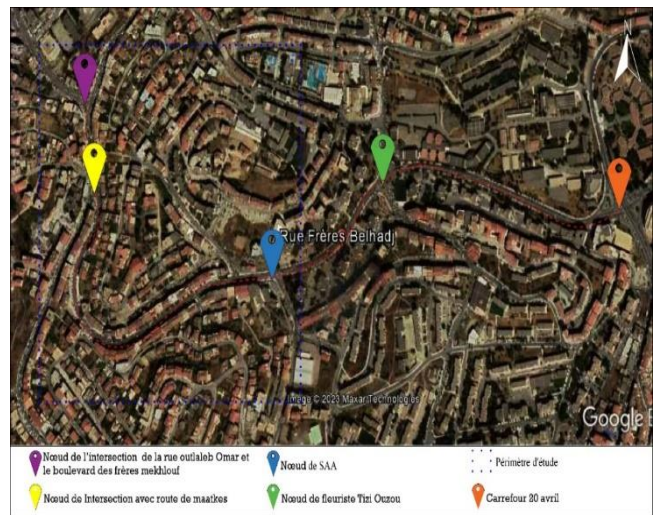 N
Rue Frères Belhadj
Image © 2023 Maxar Technologies
Google E
Nœud de l'intersection de la rue outlaleb Omar et
le boulevard des frères mekhlouf
Nœud de SAA
Périmètre d'étude
Nœud de Intersection avec route de maatkes
Nœud de fleuriste Tizi Ouzou
Carrefour 20 avril